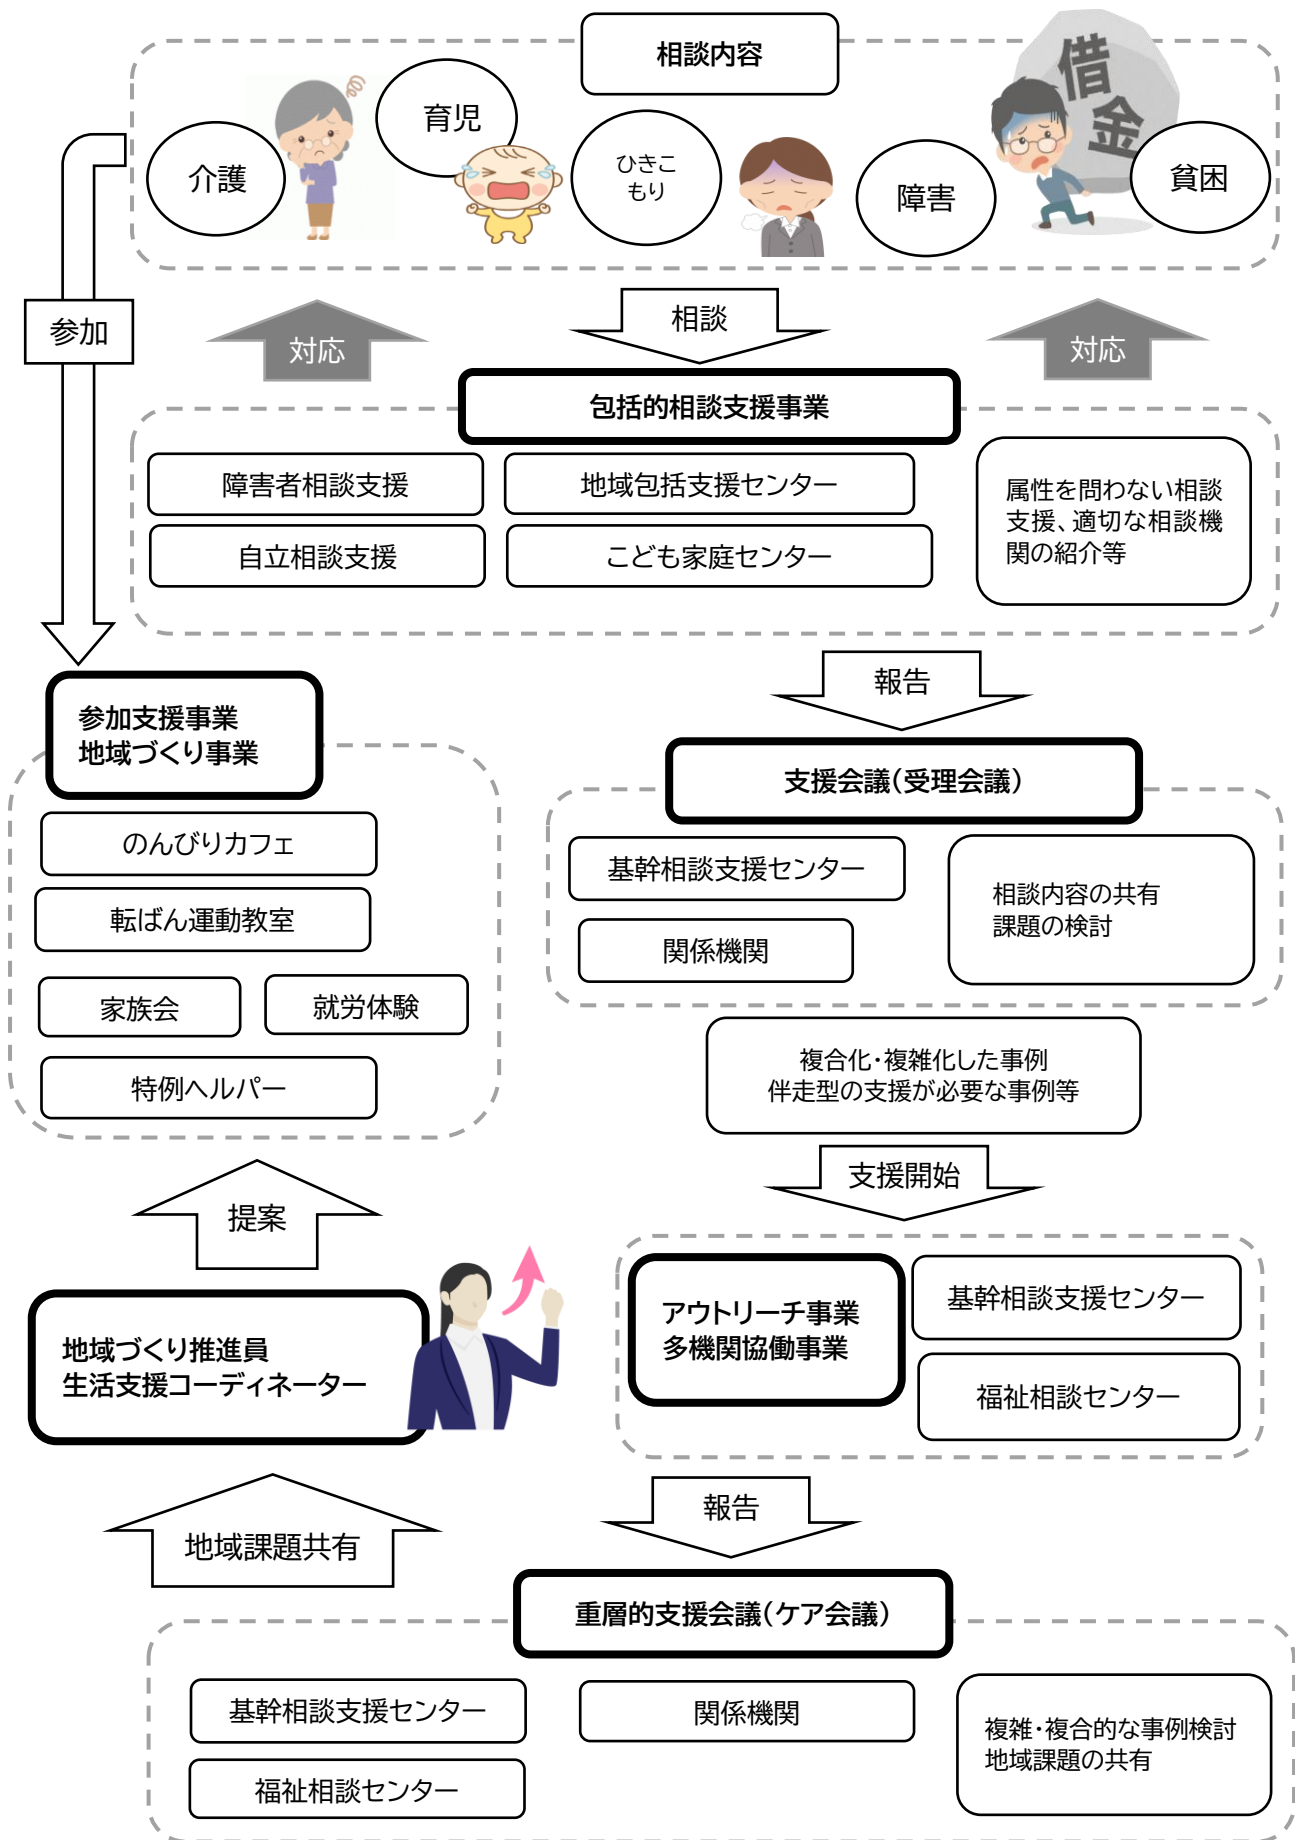 相談内容
介護
育児
ひきこ
もり
障害
借金
貧困
参加
対応
相談
対応
包括的相談支援事業
障害者相談支援
地域包括支援センター
自立相談支援
こども家庭センター
属性を問わない相談
支援、適切な相談機
関の紹介等
報告
参加支援事業
地域づくり事業
のんびりカフェ
転ばん運動教室
家族会
就労体験
特例ヘルパー
支援会議(受理会議)
基幹相談支援センター
関係機関
相談内容の共有
課題の検討
複合化・複雑化した事例
伴走型の支援が必要な事例等
支援開始
提案
地域づくり推進員
生活支援コーディネーター
アウトリーチ事業
多機関協働事業
基幹相談支援センター
福祉相談センター
地域課題共有
報告
重層的支援会議(ケア会議)
基幹相談支援センター
関係機関
福祉相談センター
複雑・複合的な事例検討
地域課題の共有